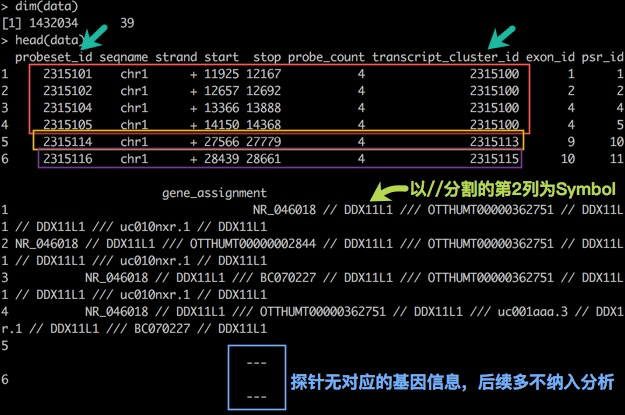 > dim(data)
[1] 1432034 39
> head(data)
probeset_id seqname strand start stop probe_count transcript_cluster_id exon_id psr_id
1 2315101 chr1 + 11925 12167 4 2315100 1 1
2 2315102 chr1 + 12657 12692 4 2315100 2 2
3 2315104 chr1 + 13366 13888 4 2315100 4 4
4 2315105 chr1 + 14150 14368 4 2315100 4 5
5 2315114 chr1 + 27566 27779 4 2315113 9 10
6 2315116 chr1 + 28439 28661 4 2315115 10 11
gene_assignment
以//分割的第2列为Symbol
1 NR_046018 // DDX11L1 /// OTTHUMT00000362751 // DDX11L
1 // DDX11L1 /// uc010nxr.1 // DDX11L1
2 NR_046018 // DDX11L1 /// OTTHUMT00000002844 // DDX11L1 /// OTTHUMT00000362751 // DDX11L
1 // DDX11L1 /// uc010nxr.1 // DDX11L1
3 NR_046018 // DDX11L1 /// BC070227 // DDX11L1 /// OTTHUMT00000362751 // DDX11L
1 // DDX11L1 /// uc010nxr.1 // DDX11L1
4 NR_046018 // DDX11L1 /// OTTHUMT00000362751 // DDX11L1 /// uc001aaa.3 // DDX1
r.1 // DDX11L1 /// BC070227 // DDX11L1
5
---
探针无对应的基因信息，后续多不纳入分析
6
---